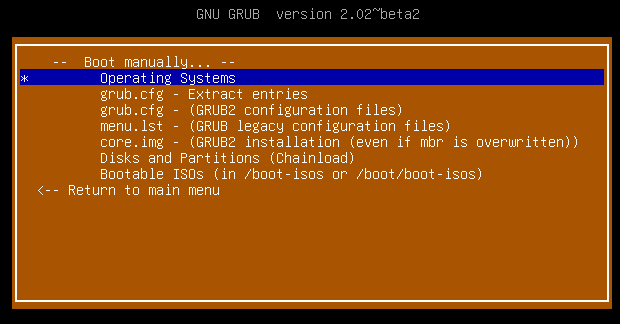 GNU GRUB  version 2.02~beta2
--  Boot manually... --
*        Operating Systems
grub.cfg - Extract entries
grub.cfg - (GRUB2 configuration files)
menu.lst - (GRUB legacy configuration files)
core.img - (GRUB2 installation (even if mbr is overwritten))
Disks and Partitions (Chainload)
Bootable ISOs (in /boot-isos or /boot/boot-isos)
<-- Return to main menu